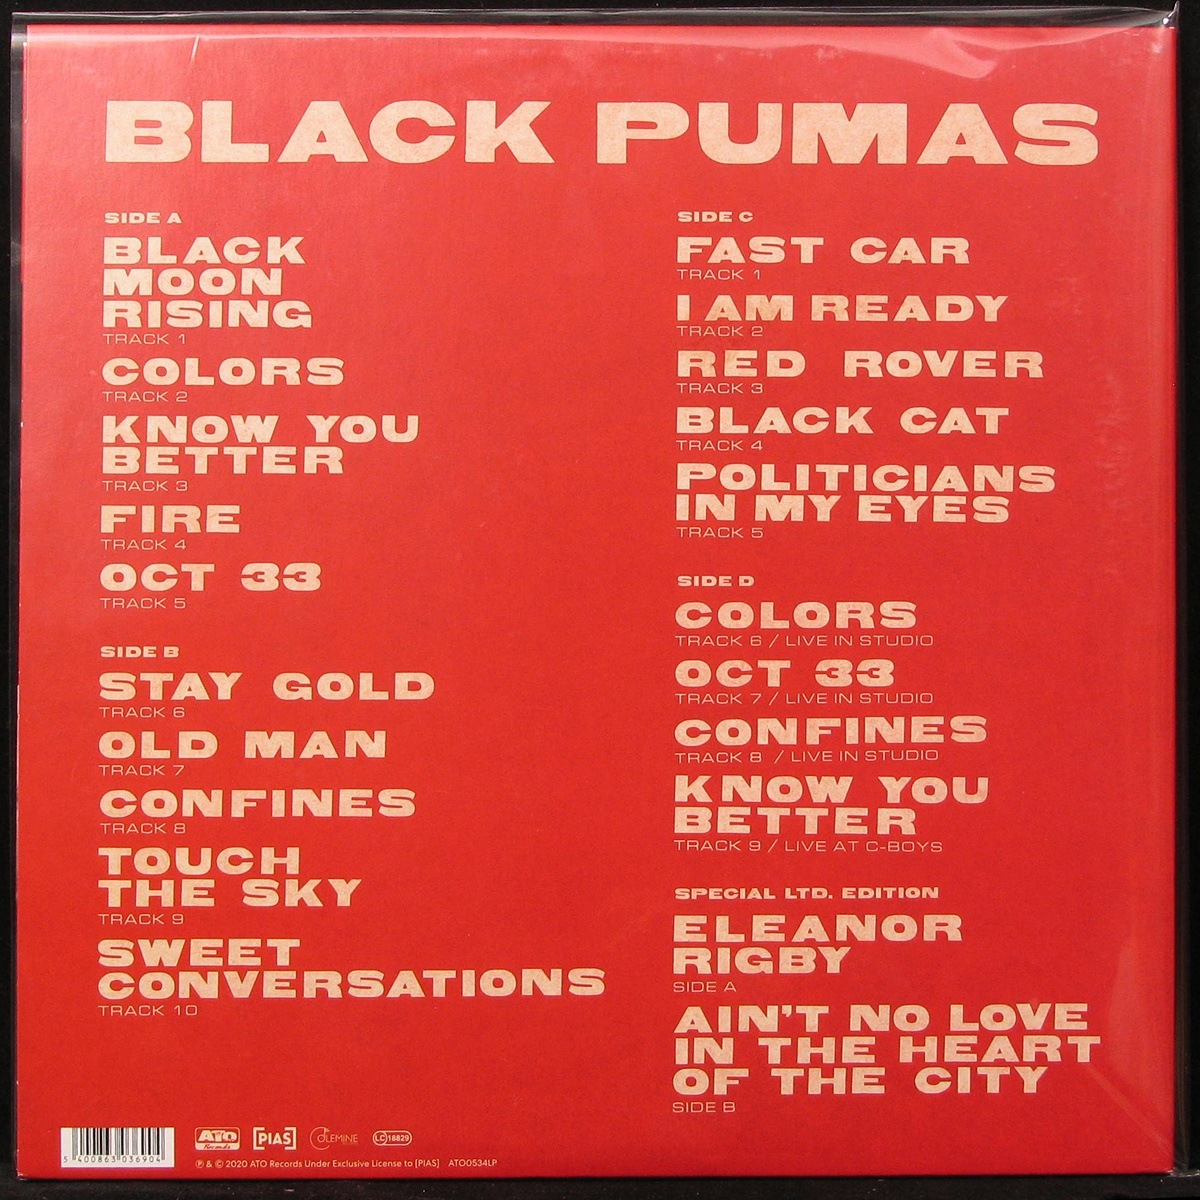 BLACK PUMAS
SIDE A
BLACK
MOON
RISING
TRACK 1
COLORS
TRACK 2
KNOW YOU
BETTER
TRACK 3
FIRE
TRACK 4
OCT 33
TRACK 5
SIDE B
STAY GOLD
TRACK 6
OLD MAN
TRACK 7
CONFINES
TRACK 8
TOUCH
THE SKY
TRACK 9
SWEET
CONVERSATIONS
TRACK 10
SIDE C
FAST CAR
TRACK 1
I AM READY
TRACK 2
RED ROVER
TRACK 3
BLACK CAT
TRACK 4
POLITICIANS
IN MY EYES
TRACK 5
SIDE D
COLORS
TRACK 6 / LIVE IN STUDIO
OCT 33
TRACK 7 / LIVE IN STUDIO
CONFINES
TRACK 8 / LIVE IN STUDIO
KNOW YOU
BETTER
TRACK 9 / LIVE AT C-BOYS
SPECIAL LTD. EDITION
ELEANOR
RIGBY
SIDE A
AIN'T NO LOVE
IN THE HEART
OF THE CITY
SIDE B
5 400863 036904
ATO Records
[PIAS]
COLEMINE
LC 18829
℗ & © 2020 ATO Records Under Exclusive License to [PIAS] ATO0534LP